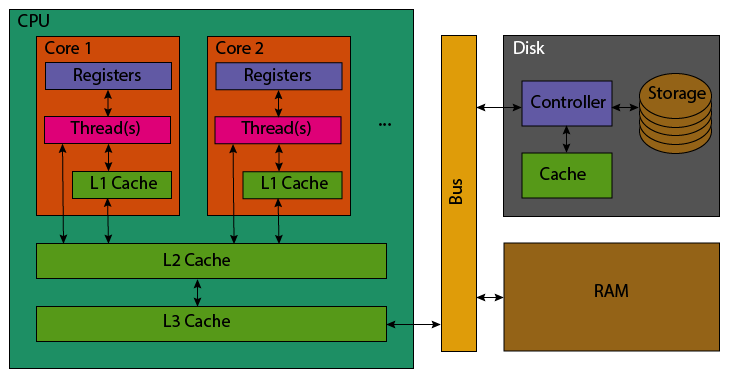 CPU
Core 1
Registers
Thread(s)
L1 Cache
Core 2
Registers
Thread(s)
L1 Cache
...
L2 Cache
L3 Cache
Bus
Disk
Controller
Storage
Cache
RAM